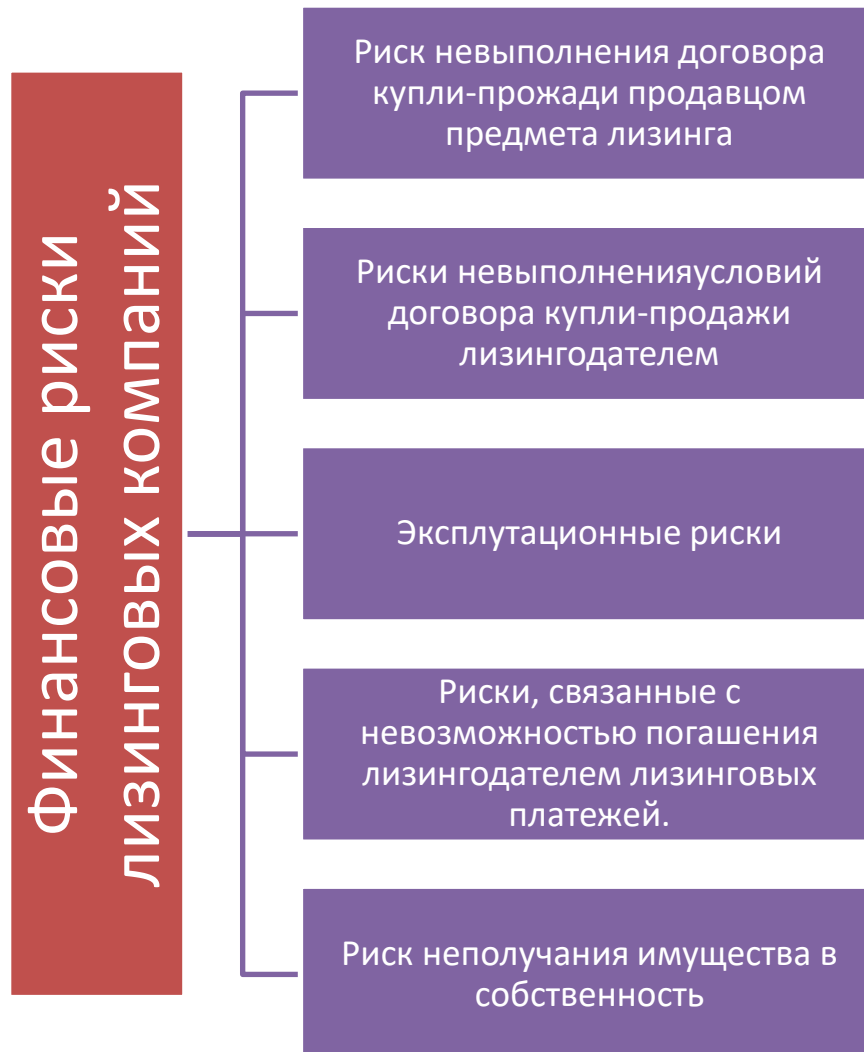 Финансовые риски
лизинговых компаний
Риск невыполнения договора
купли-прожади продавцом
предмета лизинга
Риски невыполненияусловий
договора купли-продажи
лизингодателем
Эксплутационные риски
Риски, связанные с
невозможностью погашения
лизингодателем лизинговых
платежей.
Риск неполучания имущества в
собственность